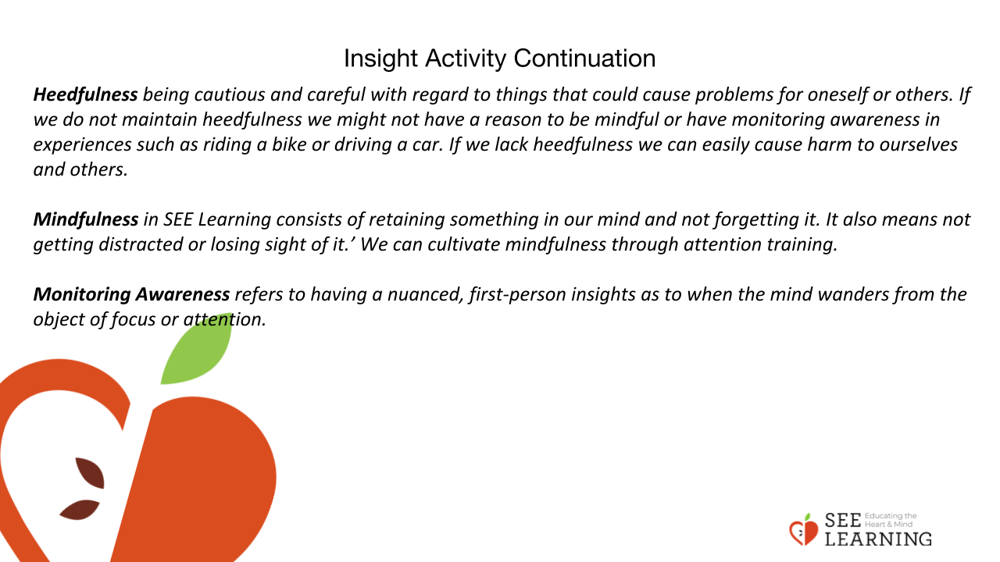 Insight Activity Continuation
Heedfulness being cautious and careful with regard to things that could cause problems for oneself or others. If
we do not maintain heedfulness we might not have a reason to be mindful or have monitoring awareness in
experiences such as riding a bike or driving a car. If we lack heedfulness we can easily cause harm to ourselves
and others.
Mindfulness in SEE Learning consists of retaining something in our mind and not forgetting it. It also means not
getting distracted or losing sight of it.’ We can cultivate mindfulness through attention training.
Monitoring Awareness refers to having a nuanced, first-person insights as to when the mind wanders from the
object of focus or attention.
SEE Educating the
Heart & Mind
LEARNING